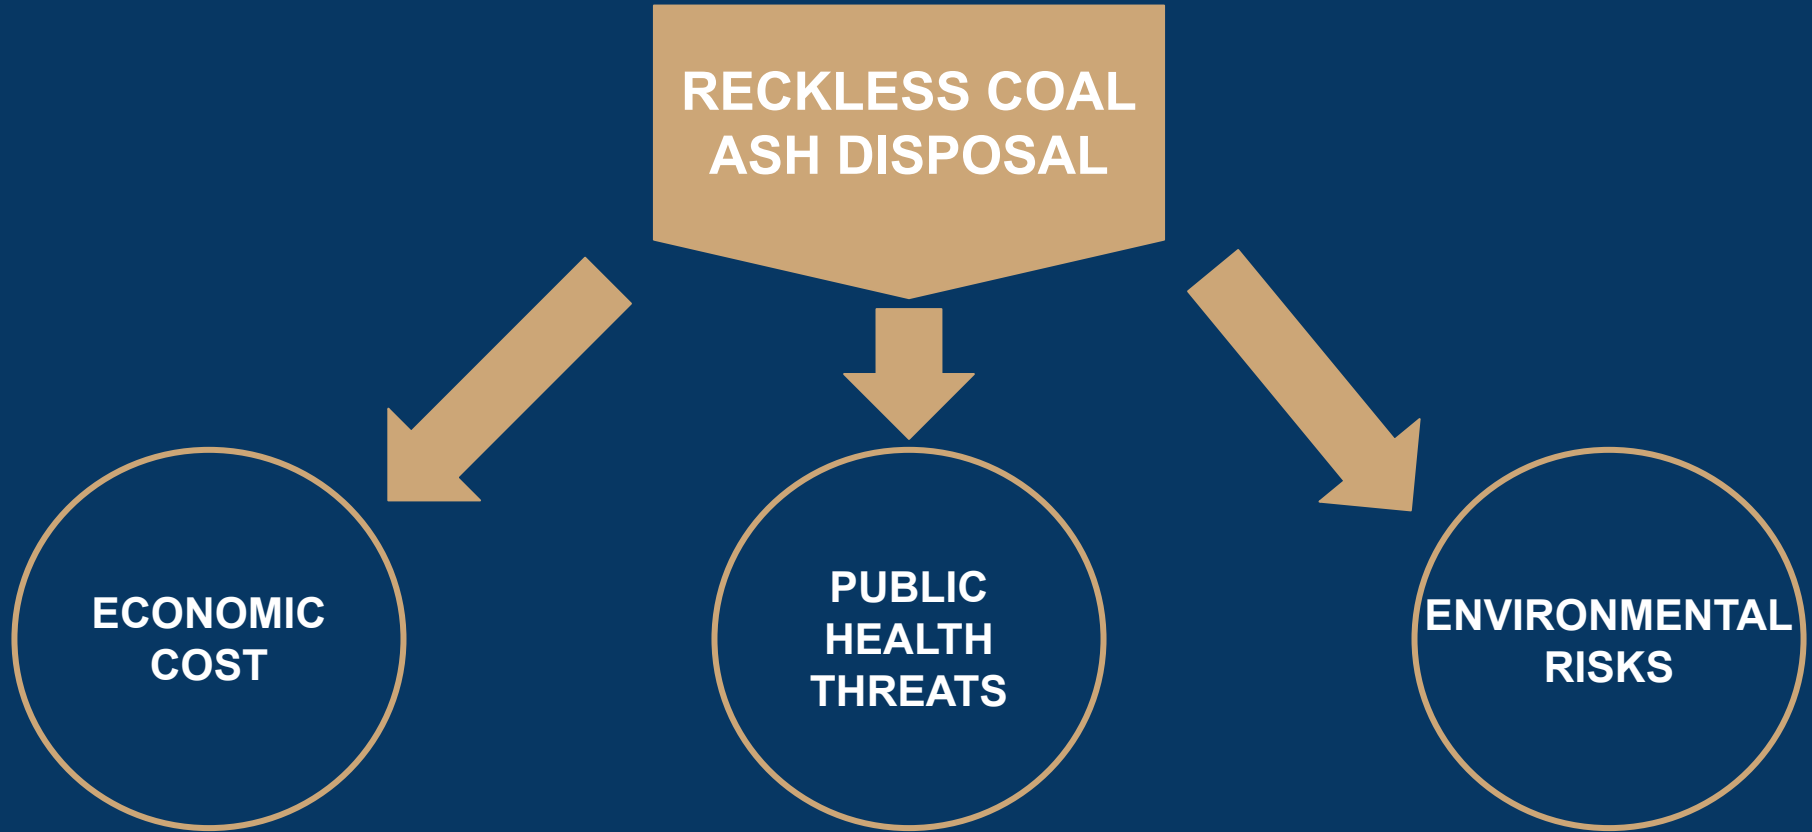 RECKLESS COAL
ASH DISPOSAL
ECONOMIC
COST
PUBLIC
HEALTH
THREATS
ENVIRONMENTAL
RISKS